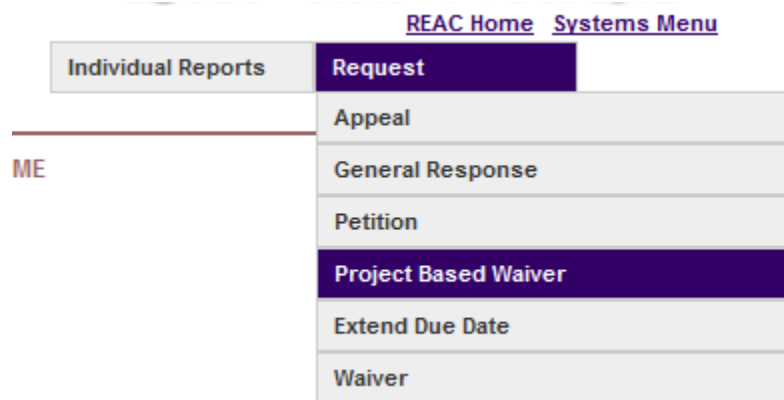 REAC Home Systems Menu
Individual Reports Request
Appeal
ME General Response
Petition
Project Based Waiver
Extend Due Date
Waiver